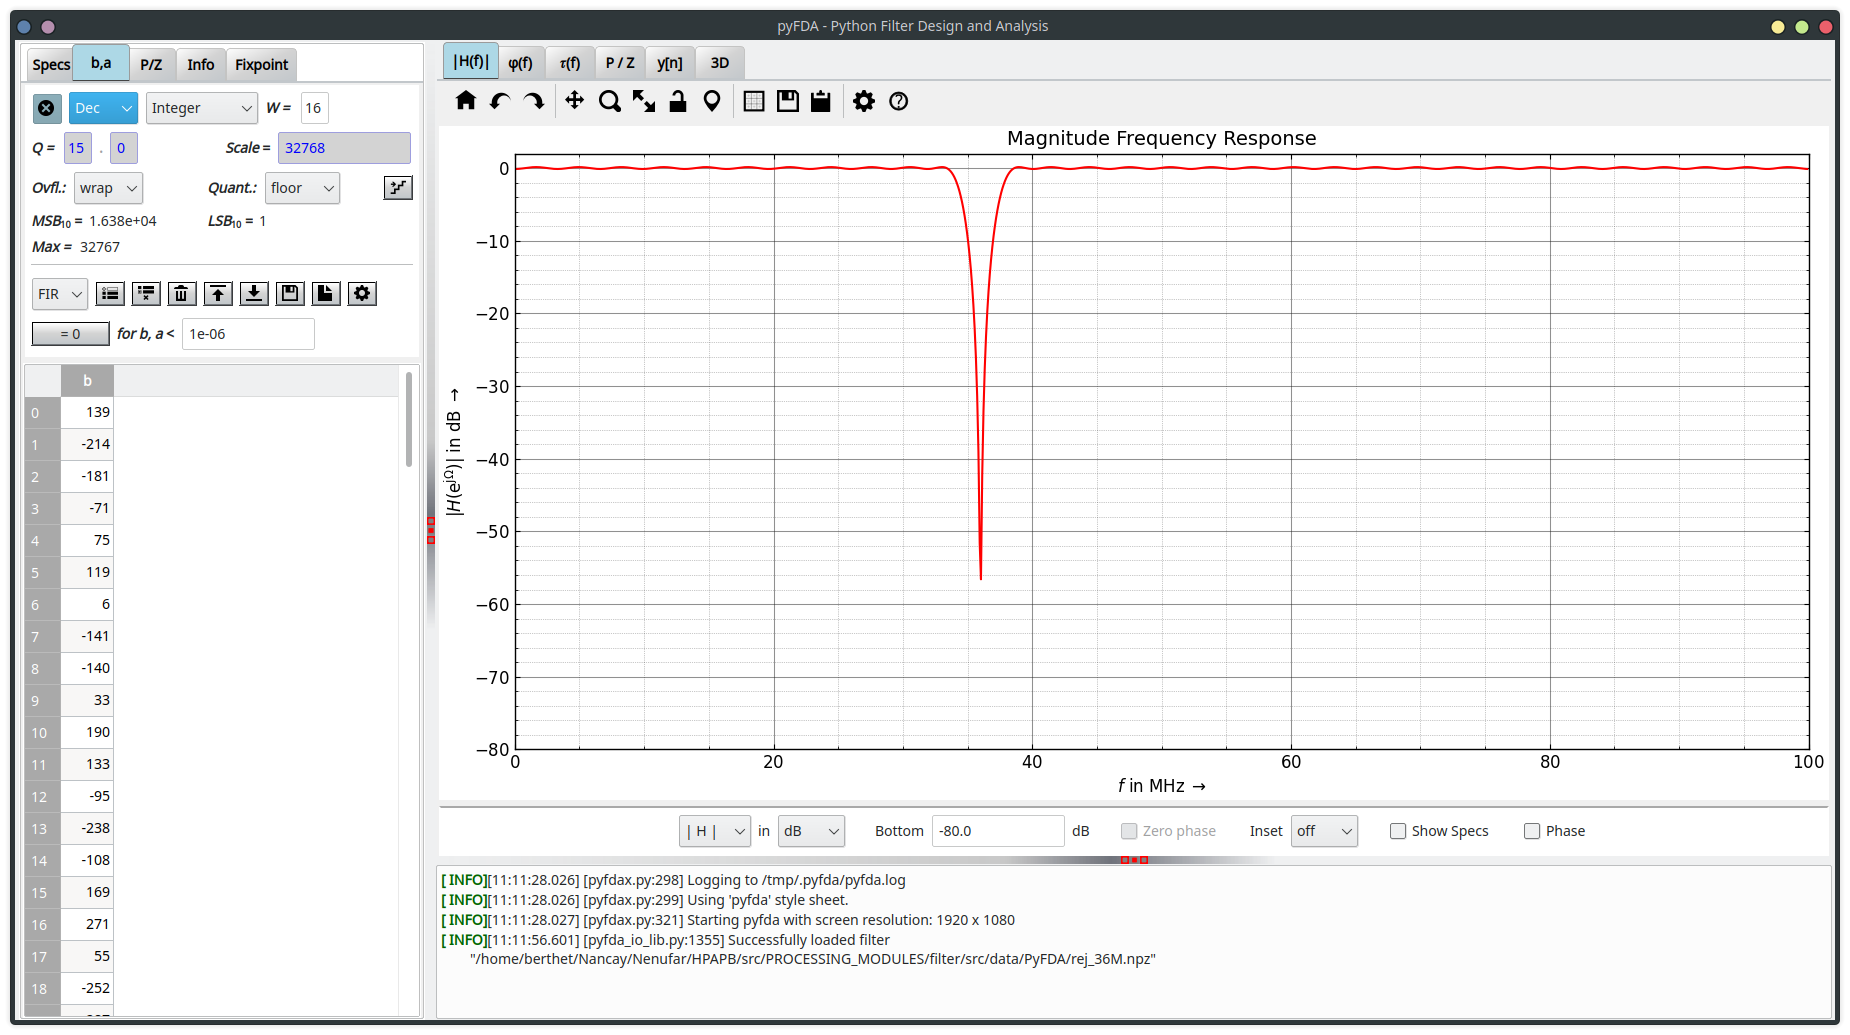 pyFDA - Python Filter Design and Analysis
Specs b,a P/Z Info Fixpoint
Dec Integer W = 16
Q = 15 . 0 Scale = 32768
Ovfl.: wrap Quant.: floor
MSB10 = 1.638e+04 LSB10 = 1
Max = 32767
FIR
= 0 for b, a < 1e-06
b
0 139
1 -214
2 -181
3 -71
4 75
5 119
6 6
7 -141
8 -140
9 33
10 190
11 133
12 -95
13 -238
14 -108
15 169
16 271
17 55
18 -252
|H(f)| φ(f) τ(f) P / Z y[n] 3D
Magnitude Frequency Response
0
−10
−20
−30
−40
−50
−60
−70
−80
|H(e^jΩ)| in dB →
0 20 40 60 80 100
f in MHz →
| H | in dB Bottom -80.0 dB Zero phase Inset off Show Specs Phase
[ INFO][11:11:28.026] [pyfdax.py:298] Logging to /tmp/.pyfda/pyfda.log
[ INFO][11:11:28.026] [pyfdax.py:299] Using 'pyfda' style sheet.
[ INFO][11:11:28.027] [pyfdax.py:321] Starting pyfda with screen resolution: 1920 x 1080
[ INFO][11:11:56.601] [pyfda_io_lib.py:1355] Successfully loaded filter
"/home/berthet/Nancay/Nenufar/HPAPB/src/PROCESSING_MODULES/filter/src/data/PyFDA/rej_36M.npz"